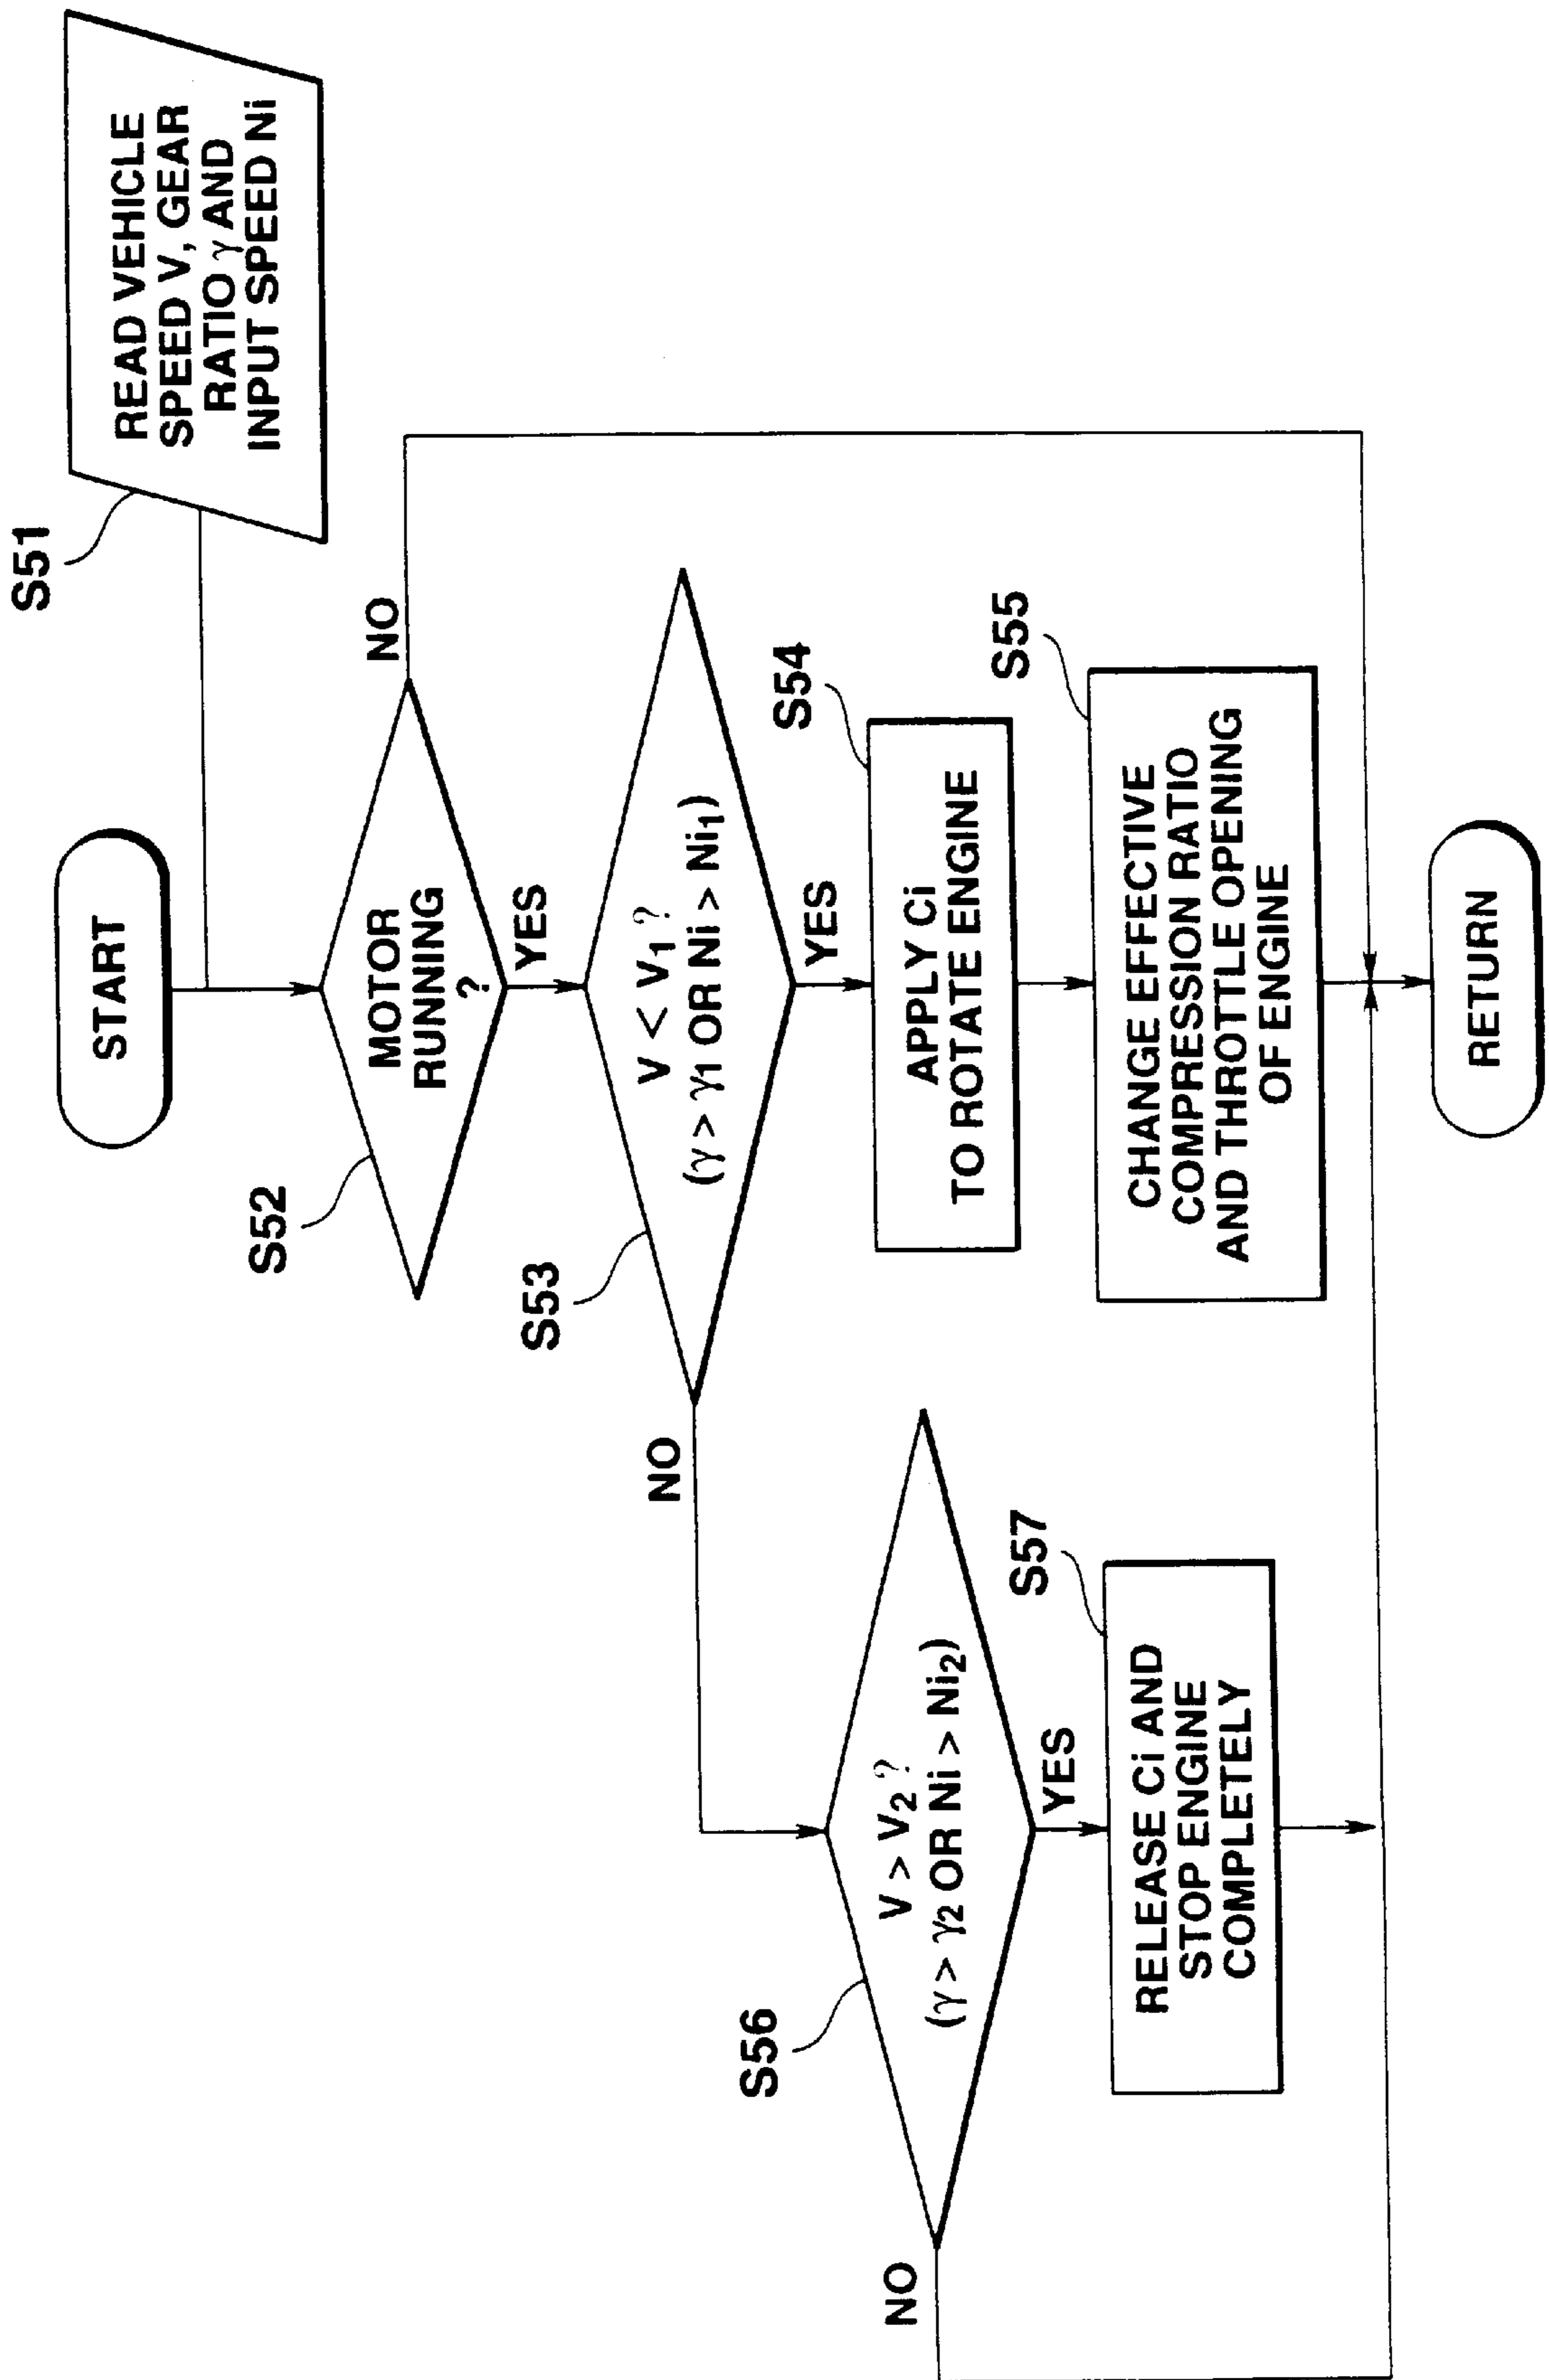 START
S51
READ VEHICLE
SPEED V, GEAR
RATIO γ AND
INPUT SPEED Ni
S52
MOTOR
RUNNING
?
NO
YES
S53
V < V1 ?
(γ > γ1 OR Ni > Ni1)
NO
YES
S54
APPLY Ci
TO ROTATE ENGINE
S55
CHANGE EFFECTIVE
COMPRESSION RATIO
AND THROTTLE OPENING
OF ENGINE
S56
V > V2 ?
(γ > γ2 OR Ni > Ni2)
NO
YES
S57
RELEASE Ci AND
STOP ENGINE
COMPLETELY
RETURN